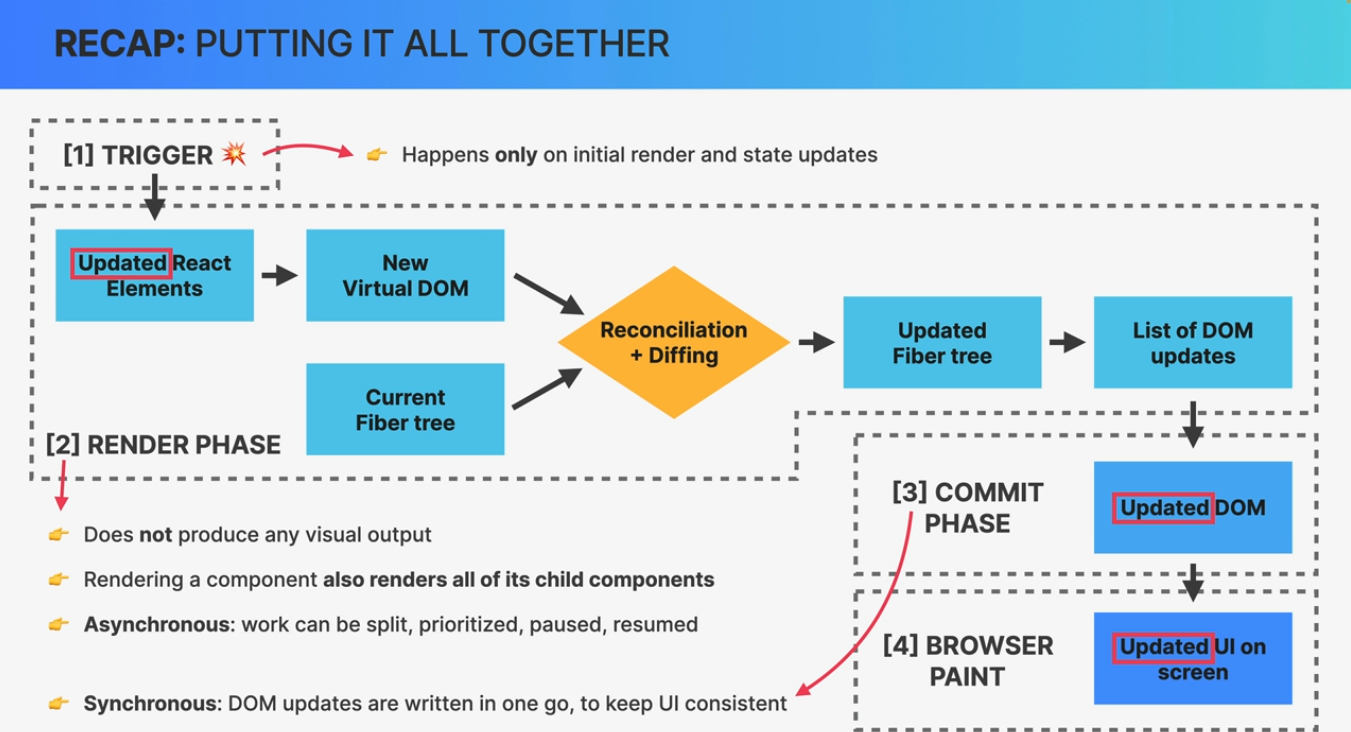 RECAP: PUTTING IT ALL TOGETHER
[1] TRIGGER 💥
👉 Happens only on initial render and state updates
Updated React
Elements
New
Virtual DOM
Current
Fiber tree
Reconciliation
+ Diffing
Updated
Fiber tree
List of DOM
updates
[2] RENDER PHASE
👉 Does not produce any visual output
👉 Rendering a component also renders all of its child components
👉 Asynchronous: work can be split, prioritized, paused, resumed
[3] COMMIT
PHASE
Updated DOM
👉 Synchronous: DOM updates are written in one go, to keep UI consistent
[4] BROWSER
PAINT
Updated UI on
screen